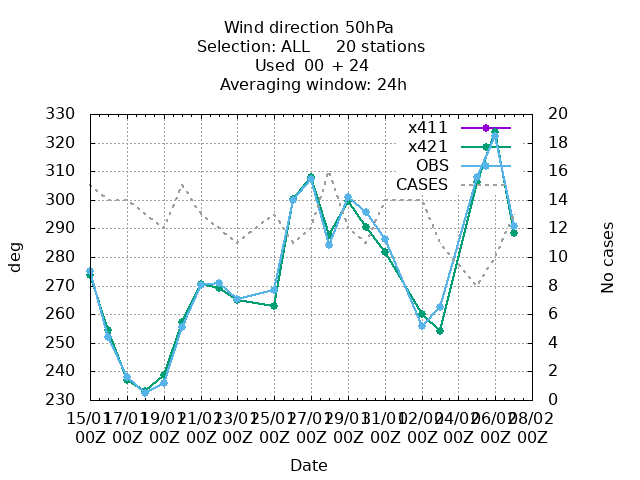 Wind direction 50hPa
Selection: ALL 20 stations
Used 00 + 24
Averaging window: 24h
330 20
x411
320 18
x421
310 16
OBS
CASES
300 14
290 12
280 10
270 8
260 6
250 4
240 2
230 0
deg
No cases
15/01 17/01 19/01 21/01 23/01 25/01 27/01 29/01 31/01 02/02 04/02 06/02 08/02
00Z 00Z 00Z 00Z 00Z 00Z 00Z 00Z 00Z 00Z 00Z 00Z 00Z
Date